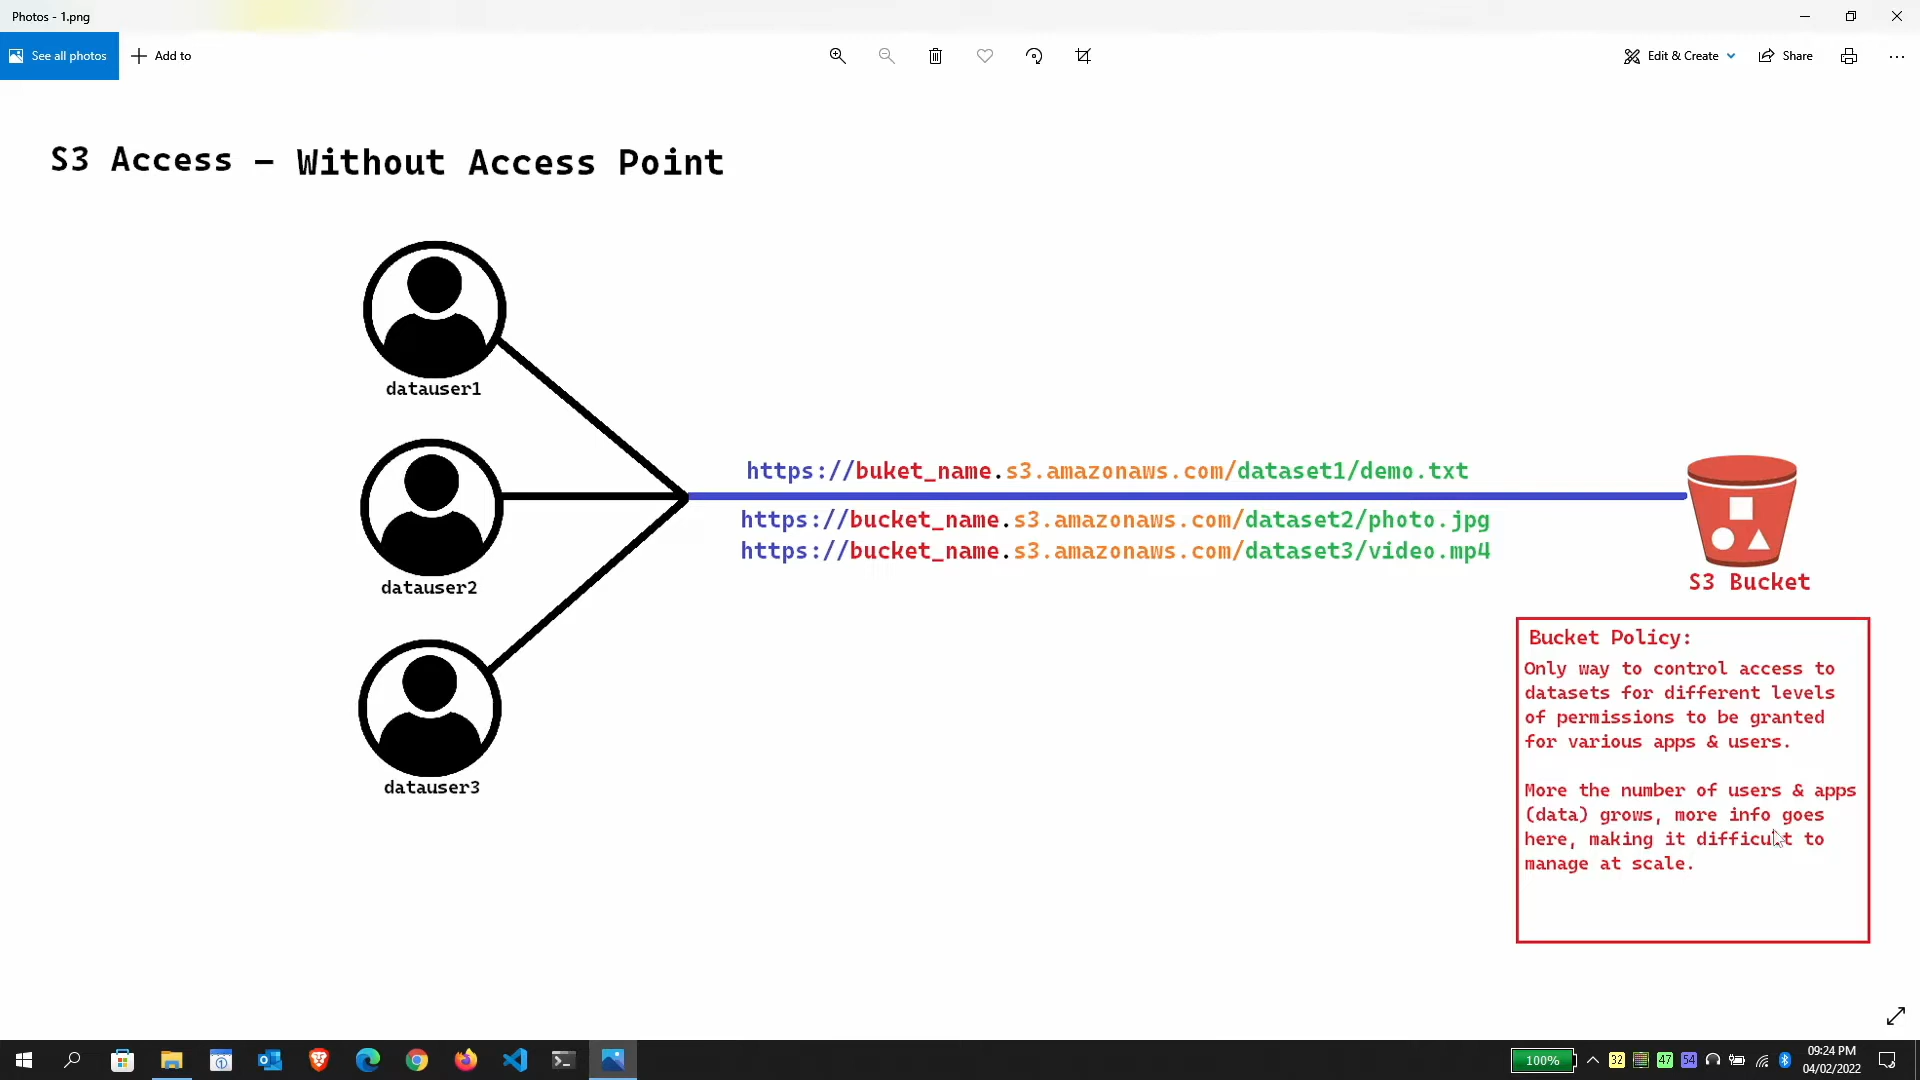 Photos - 1.png
See all photos
Add to
Edit & Create
Share
S3 Access - Without Access Point
datauser1
datauser2
datauser3
https://buket_name.s3.amazonaws.com/dataset1/demo.txt
https://bucket_name.s3.amazonaws.com/dataset2/photo.jpg
https://bucket_name.s3.amazonaws.com/dataset3/video.mp4
S3 Bucket
Bucket Policy:
Only way to control access to
datasets for different levels
of permissions to be granted
for various apps & users.
More the number of users & apps
(data) grows, more info goes
here, making it difficult to
manage at scale.
100%
32
47
54
09:24 PM
04/02/2022